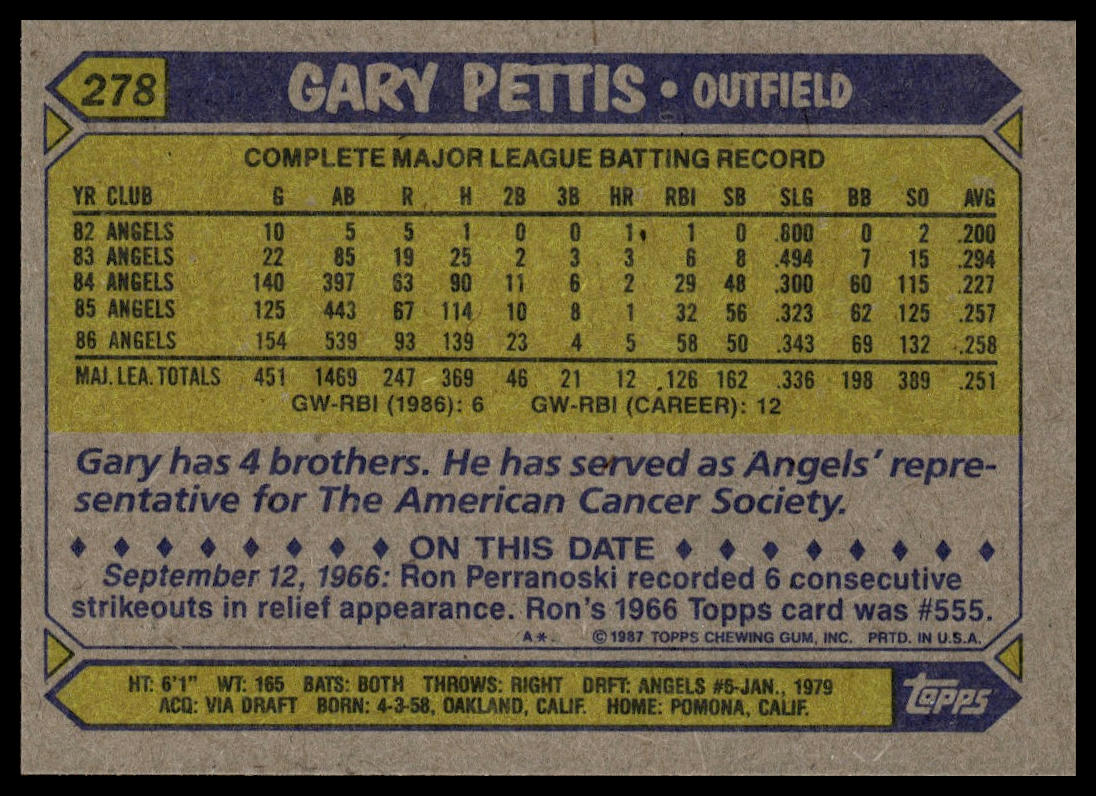 278 GARY PETTIS • OUTFIELD
COMPLETE MAJOR LEAGUE BATTING RECORD
YR CLUB G AB R H 2B 3B HR RBI SB SLG BB SO AVG
82 ANGELS 10 5 5 1 0 0 1 1 0 .800 0 2 .200
83 ANGELS 22 85 19 25 2 3 3 6 8 .494 7 15 .294
84 ANGELS 140 397 63 90 11 6 2 29 48 .300 60 115 .227
85 ANGELS 125 443 67 114 10 8 1 32 56 .323 62 125 .257
86 ANGELS 154 539 93 139 23 4 5 58 50 .343 69 132 .258
MAJ. LEA. TOTALS 451 1469 247 369 46 21 12 126 162 .336 198 389 .251
GW-RBI (1986): 6 GW-RBI (CAREER): 12
Gary has 4 brothers. He has served as Angels' repre-
sentative for The American Cancer Society.
ON THIS DATE
September 12, 1966: Ron Perranoski recorded 6 consecutive
strikeouts in relief appearance. Ron's 1966 Topps card was #555.
A*. © 1987 TOPPS CHEWING GUM, INC. PRTD. IN U.S.A.
HT: 6'1" WT: 165 BATS: BOTH THROWS: RIGHT DRFT: ANGELS #6-JAN., 1979
ACQ: VIA DRAFT BORN: 4-3-58, OAKLAND, CALIF. HOME: POMONA, CALIF.
topps